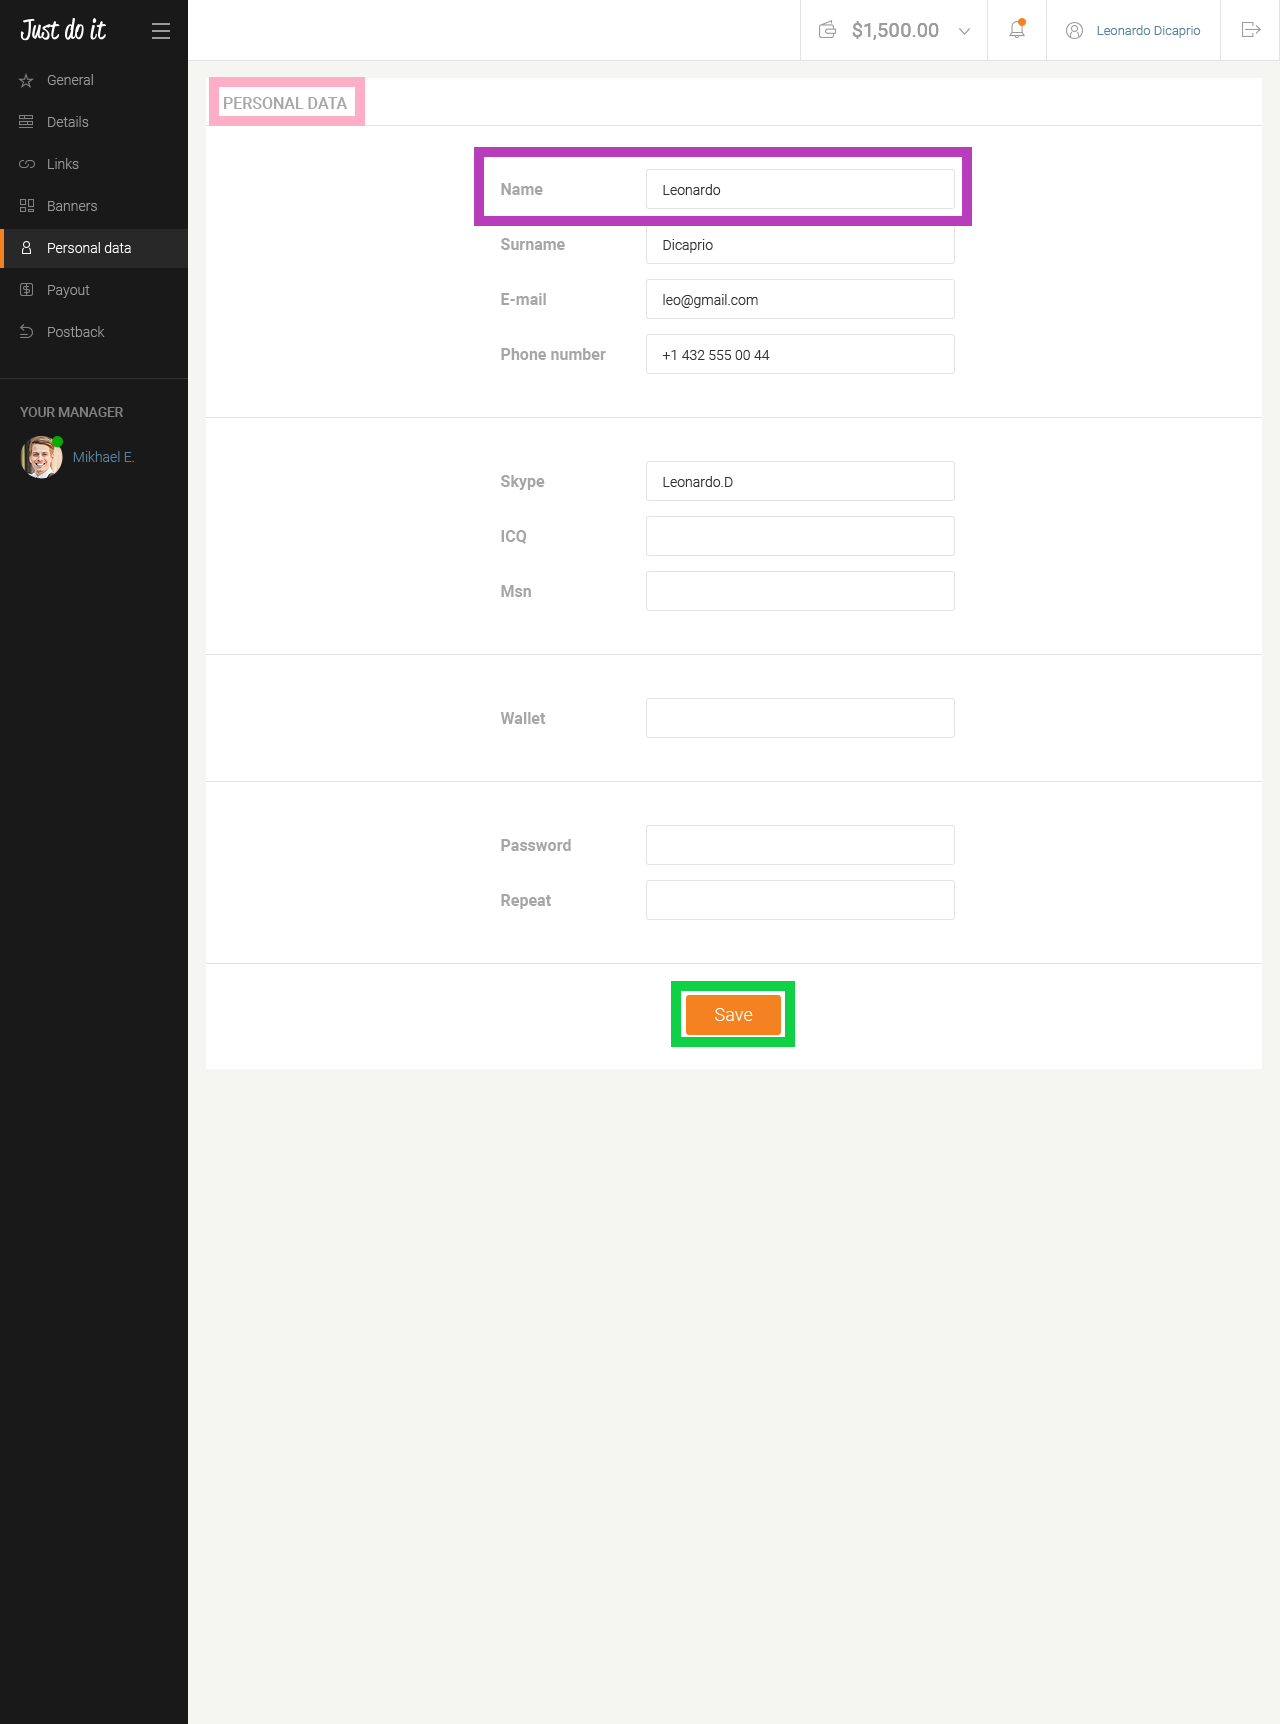 Just do it
$1,500.00
Leonardo Dicaprio
General
Details
Links
Banners
Personal data
Payout
Postback
YOUR MANAGER
Mikhael E.
PERSONAL DATA
Name Leonardo
Surname Dicaprio
E-mail leo@gmail.com
Phone number +1 432 555 00 44
Skype Leonardo.D
ICQ
Msn
Wallet
Password
Repeat
Save